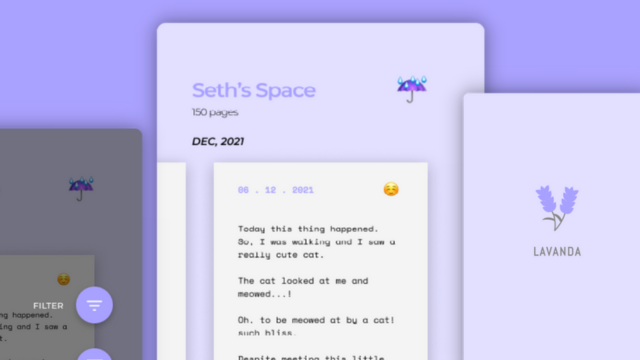 Seth's Space
150 pages
DEC, 2021
06 . 12 . 2021
Today this thing happened.
So, I was walking and I saw a
really cute cat.
The cat looked at me and
meowed...!
Oh. to be meowed at by a cat!
such bliss.
Despite meeting this little
ng happened.
ing and I saw a
t.
FILTER
LAVANDA